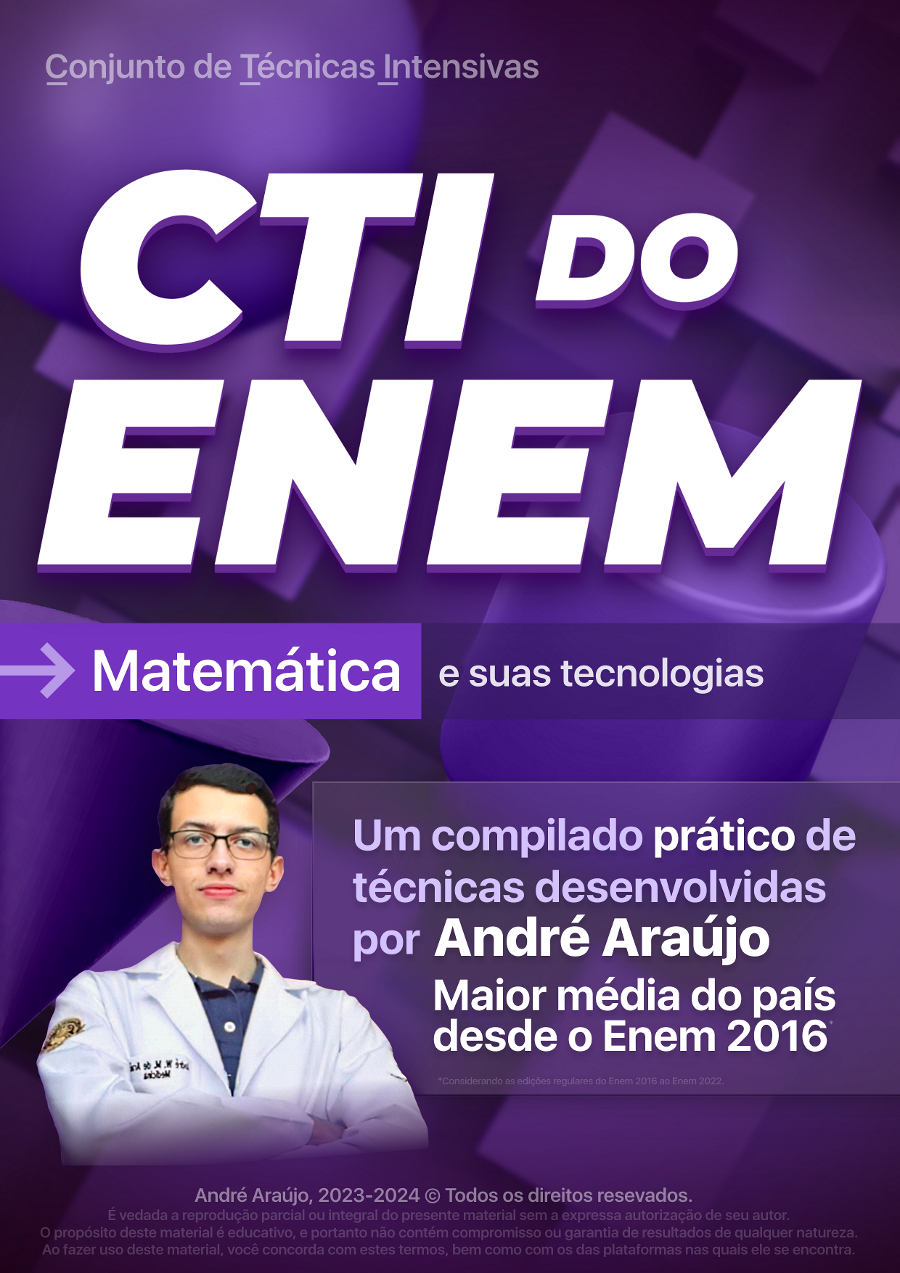 Conjunto de Técnicas Intensivas
CTI DO
ENEM
Matemática e suas tecnologias
Um compilado prático de
técnicas desenvolvidas
por André Araújo
Maior média do país
desde o Enem 2016*
*Considerando as edições regulares do Enem 2016 ao Enem 2022.
André Araújo, 2023-2024 © Todos os direitos resevados.
É vedada a reprodução parcial ou integral do presente material sem a expressa autorização de seu autor.
O propósito deste material é educativo, e portanto não contém compromisso ou garantia de resultados de qualquer natureza.
Ao fazer uso deste material, você concorda com estes termos, bem como com os das plataformas nas quais ele se encontra.